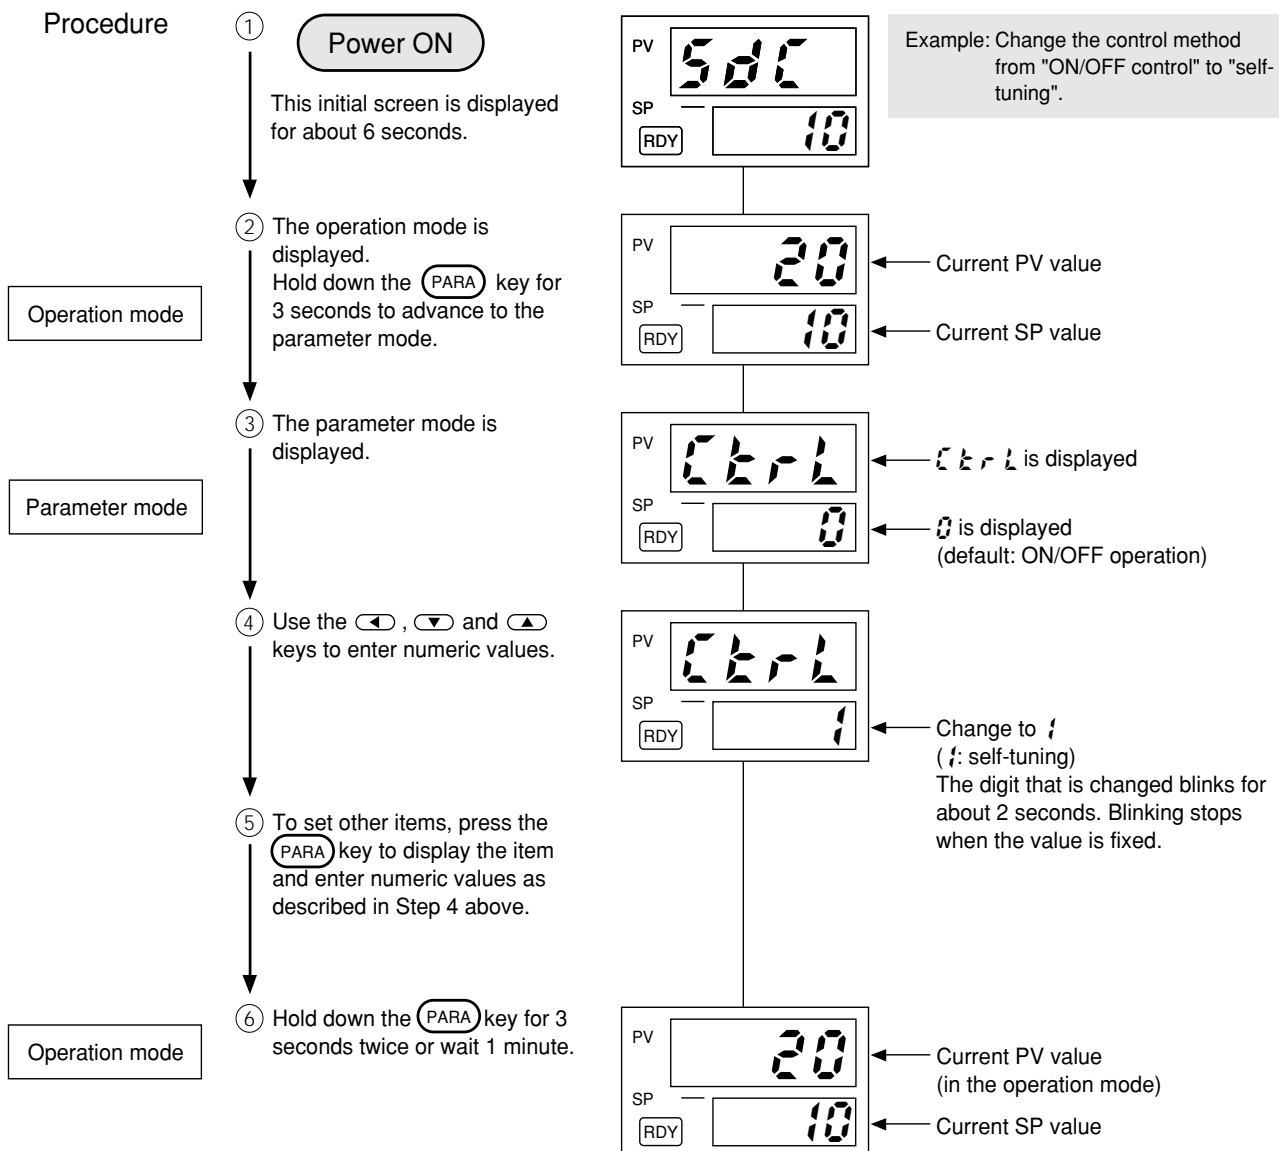 Procedure
1
Power ON
This initial screen is displayed
for about 6 seconds.
PV
SdC
SP
RDY
10
Example: Change the control method
from "ON/OFF control" to "self-
tuning".
Operation mode
2 The operation mode is
displayed.
Hold down the PARA key for
3 seconds to advance to the
parameter mode.
PV
20
Current PV value
SP
RDY
10
Current SP value
Parameter mode
3 The parameter mode is
displayed.
PV
CtrL
CtrL is displayed
SP
RDY
0
0 is displayed
(default: ON/OFF operation)
4 Use the ◀ , ▼ and ▲
keys to enter numeric values.
PV
CtrL
SP
RDY
1
Change to 1
( 1: self-tuning)
The digit that is changed blinks for
about 2 seconds. Blinking stops
when the value is fixed.
5 To set other items, press the
PARA key to display the item
and enter numeric values as
described in Step 4 above.
Operation mode
6 Hold down the PARA key for 3
seconds twice or wait 1 minute.
PV
20
Current PV value
(in the operation mode)
SP
RDY
10
Current SP value